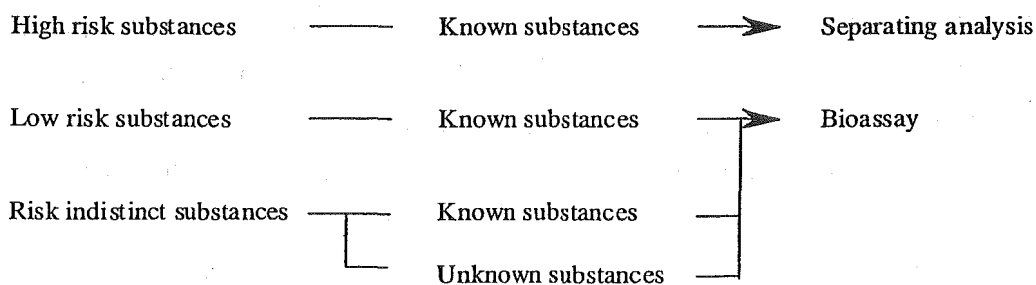 High risk substances Known substances Separating analysis
Low risk substances Known substances Bioassay
Risk indistinct substances Known substances
Unknown substances